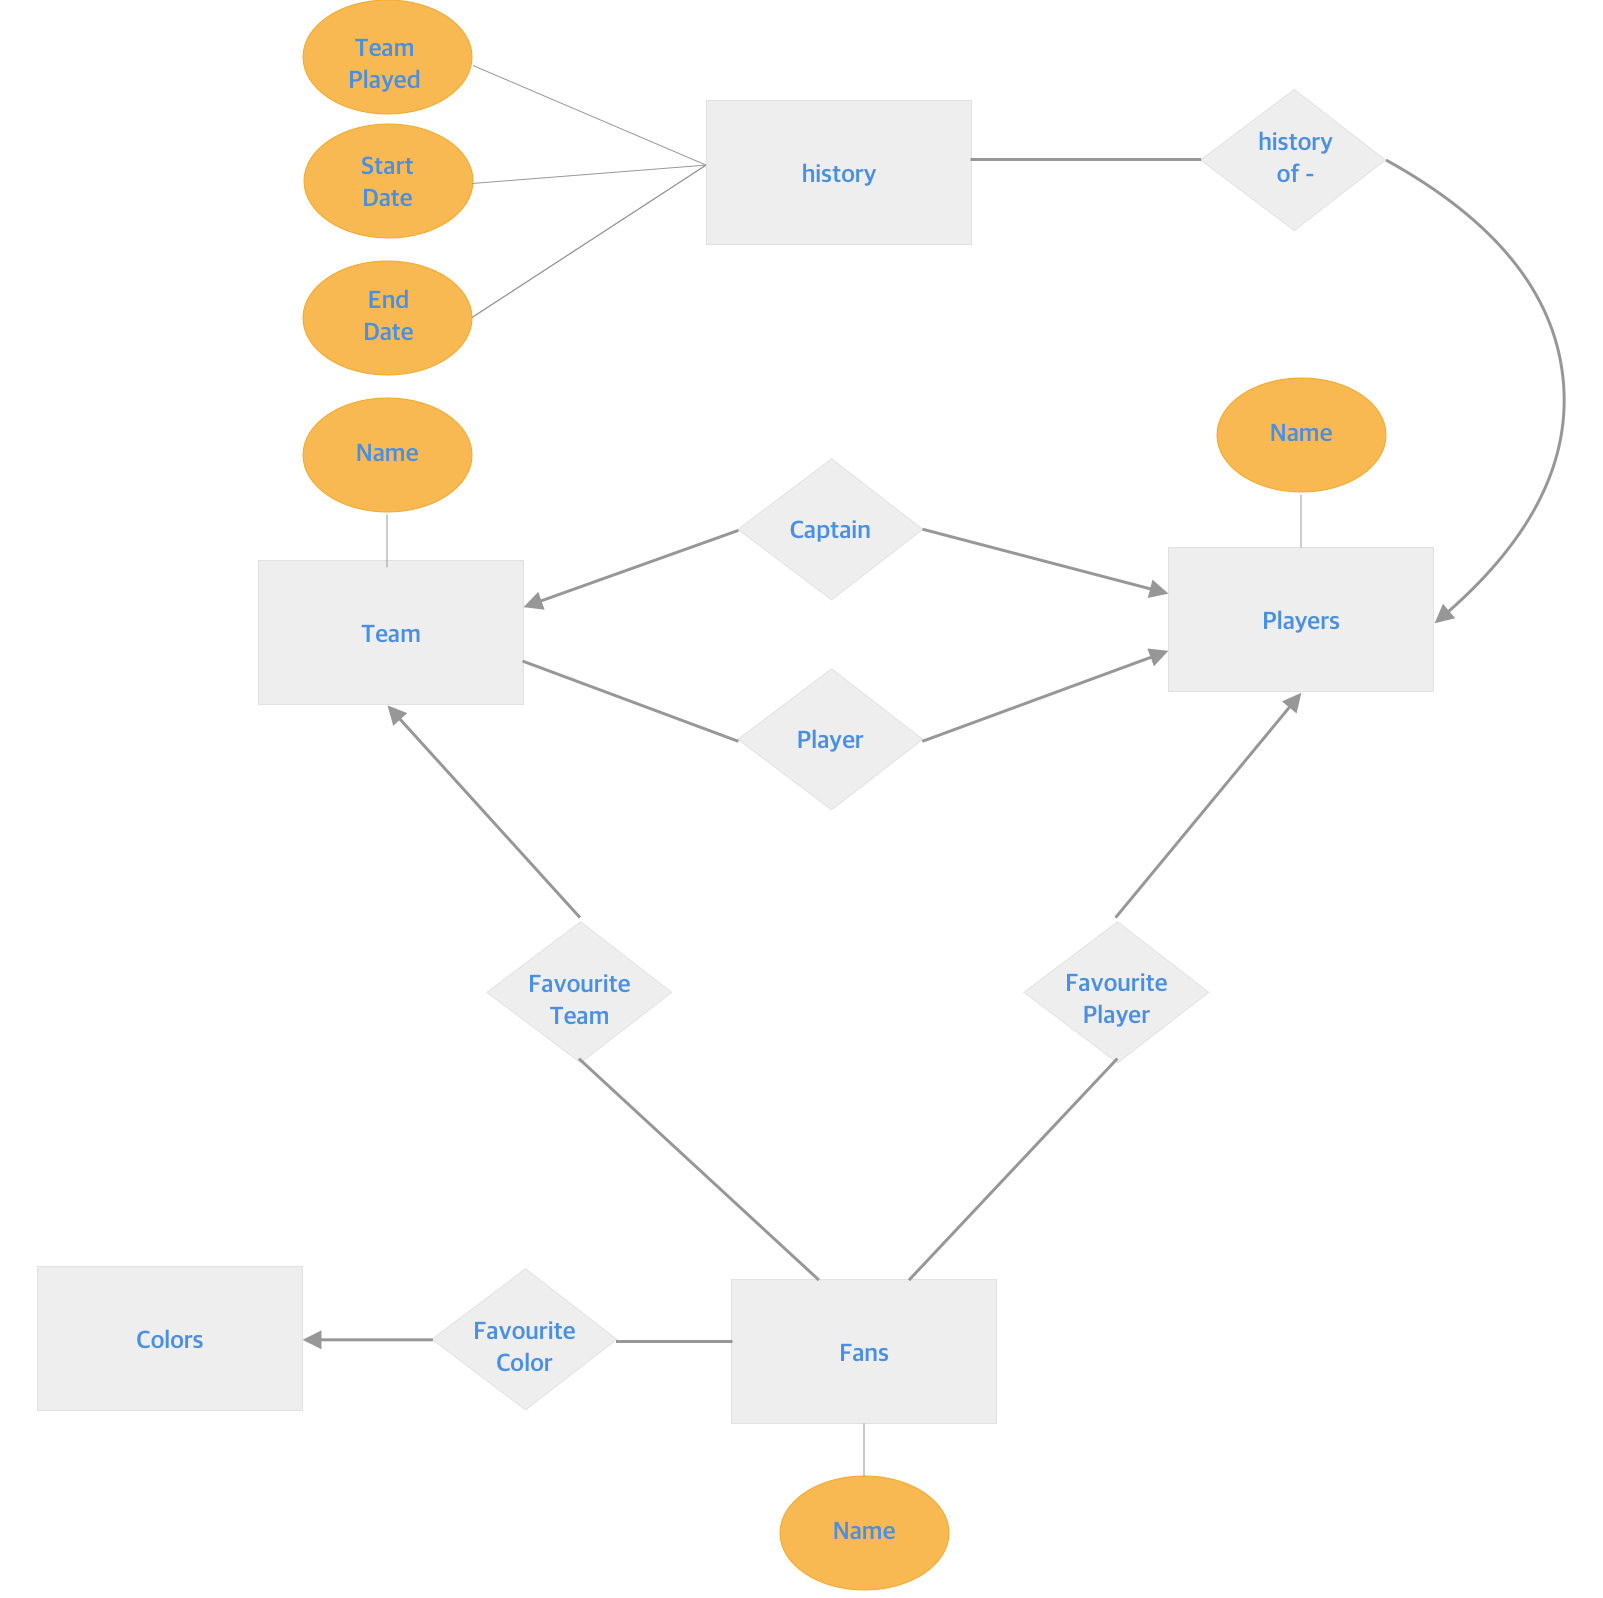 Team
Played
Start
Date
history
history
of -
End
Date
Name
Name
Captain
Team
Players
Player
Favourite
Team
Favourite
Player
Colors
Favourite
Color
Fans
Name